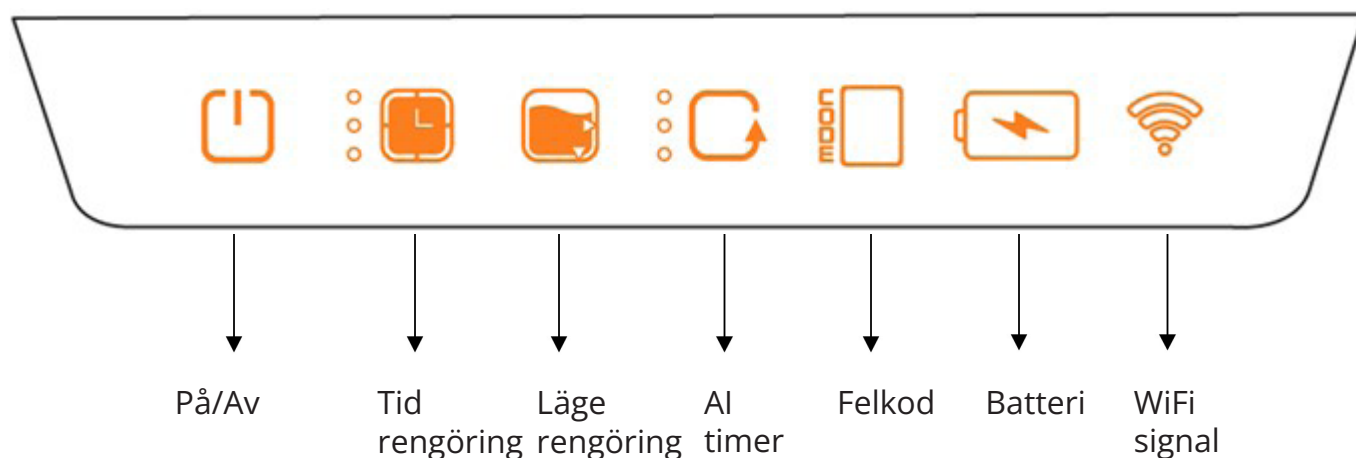 CODE
På/Av
Tid
rengöring
Läge
rengöring
AI
timer
Felkod
Batteri
WiFi
signal